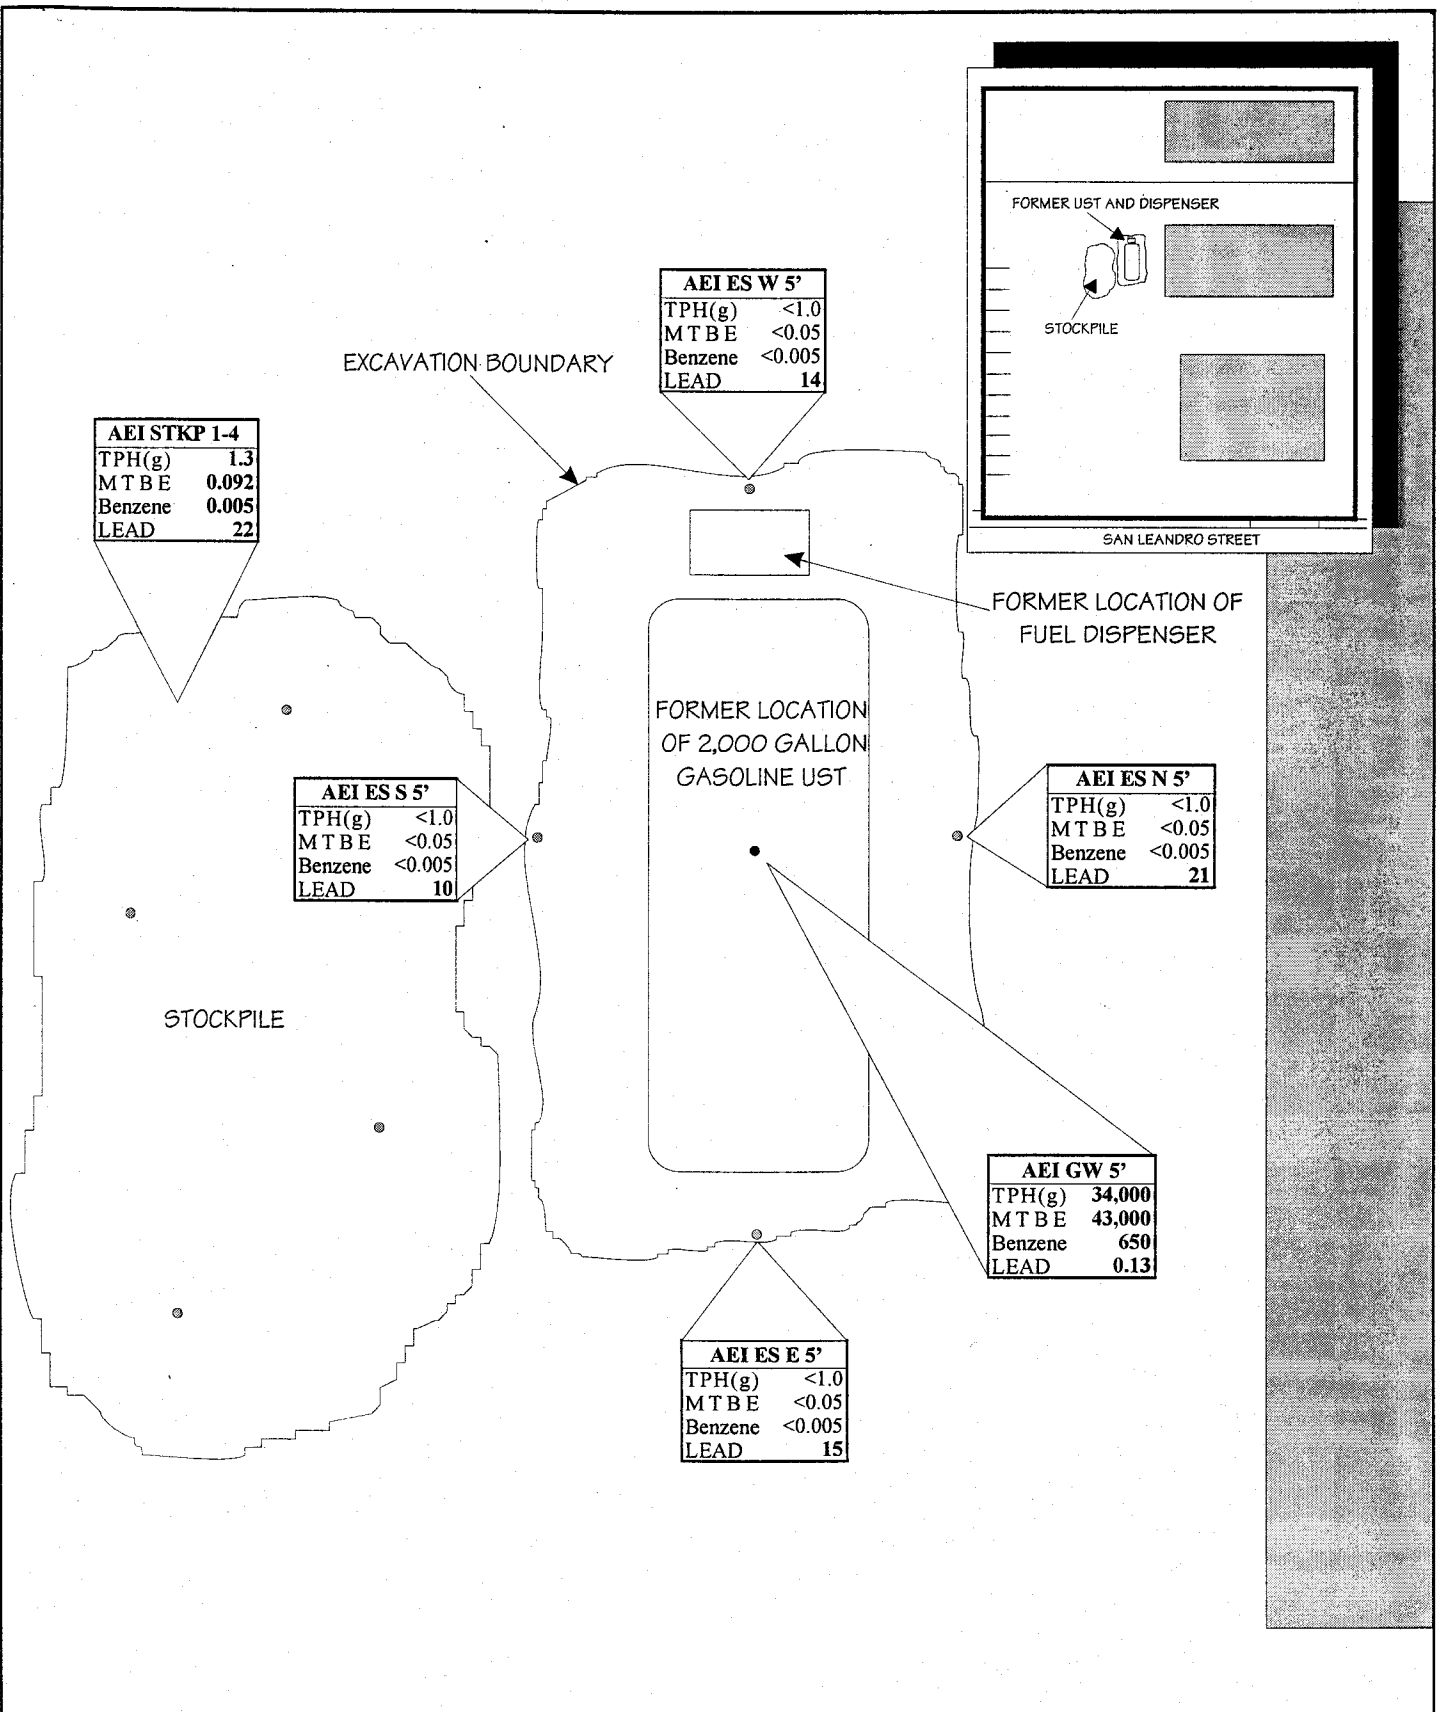 FORMER UST AND DISPENSER
STOCKPILE
SAN LEANDRO STREET
AEI ES W 5'
TPH(g) <1.0
MTBE <0.05
Benzene <0.005
LEAD 14
EXCAVATION BOUNDARY
AEI STKP 1-4
TPH(g) 1.3
MTBE 0.092
Benzene 0.005
LEAD 22
FORMER LOCATION OF
FUEL DISPENSER
FORMER LOCATION
OF 2,000 GALLON
GASOLINE UST
AEI ES S 5'
TPH(g) <1.0
MTBE <0.05
Benzene <0.005
LEAD 10
AEI ES N 5'
TPH(g) <1.0
MTBE <0.05
Benzene <0.005
LEAD 21
STOCKPILE
AEI GW 5'
TPH(g) 34,000
MTBE 43,000
Benzene 650
LEAD 0.13
AEI ES E 5'
TPH(g) <1.0
MTBE <0.05
Benzene <0.005
LEAD 15